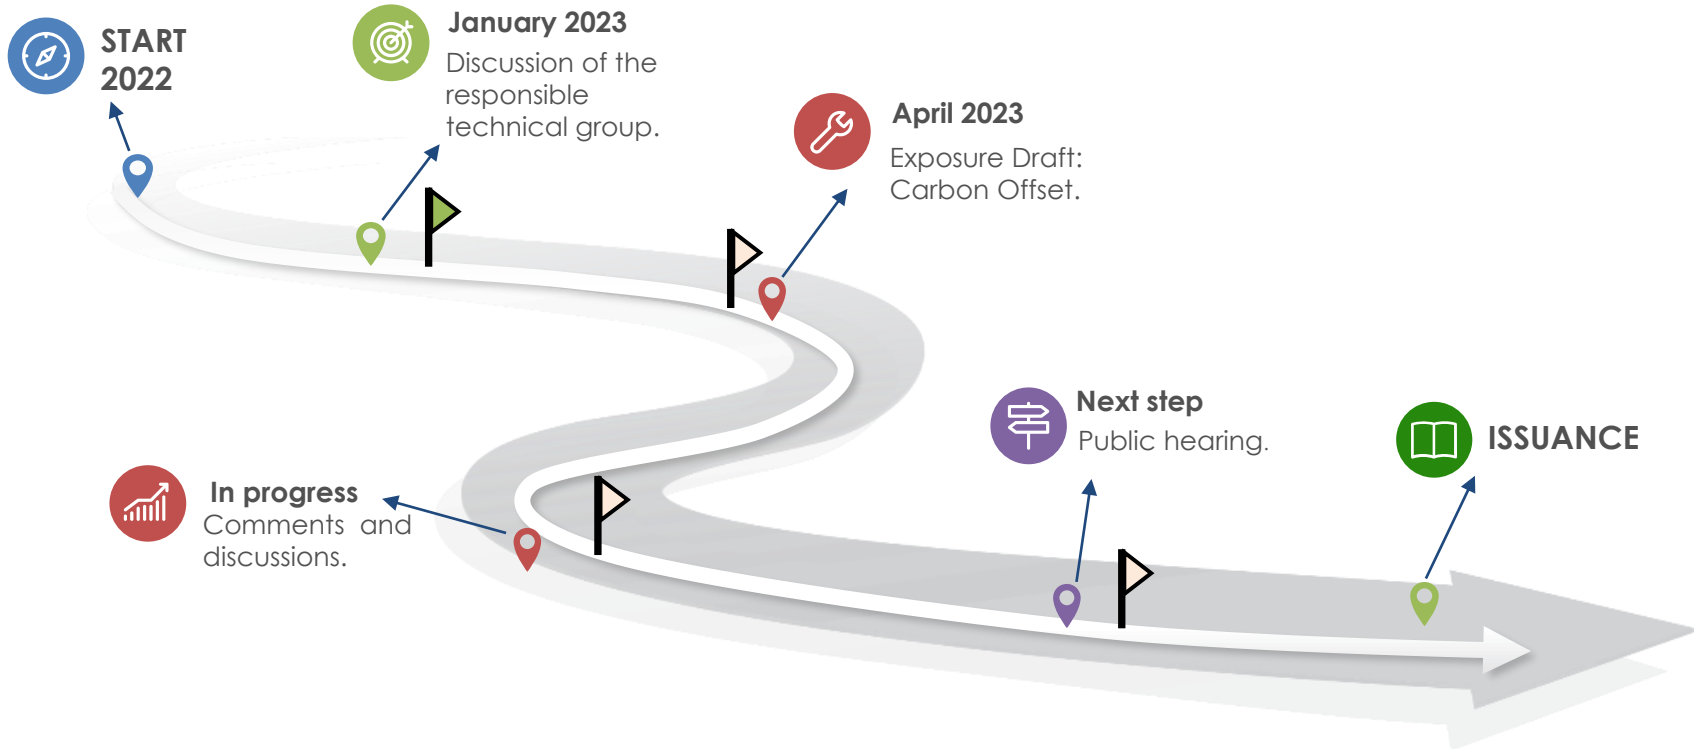 START
2022
January 2023
Discussion of the
responsible
technical group.
April 2023
Exposure Draft:
Carbon Offset.
In progress
Comments and
discussions.
Next step
Public hearing.
ISSUANCE